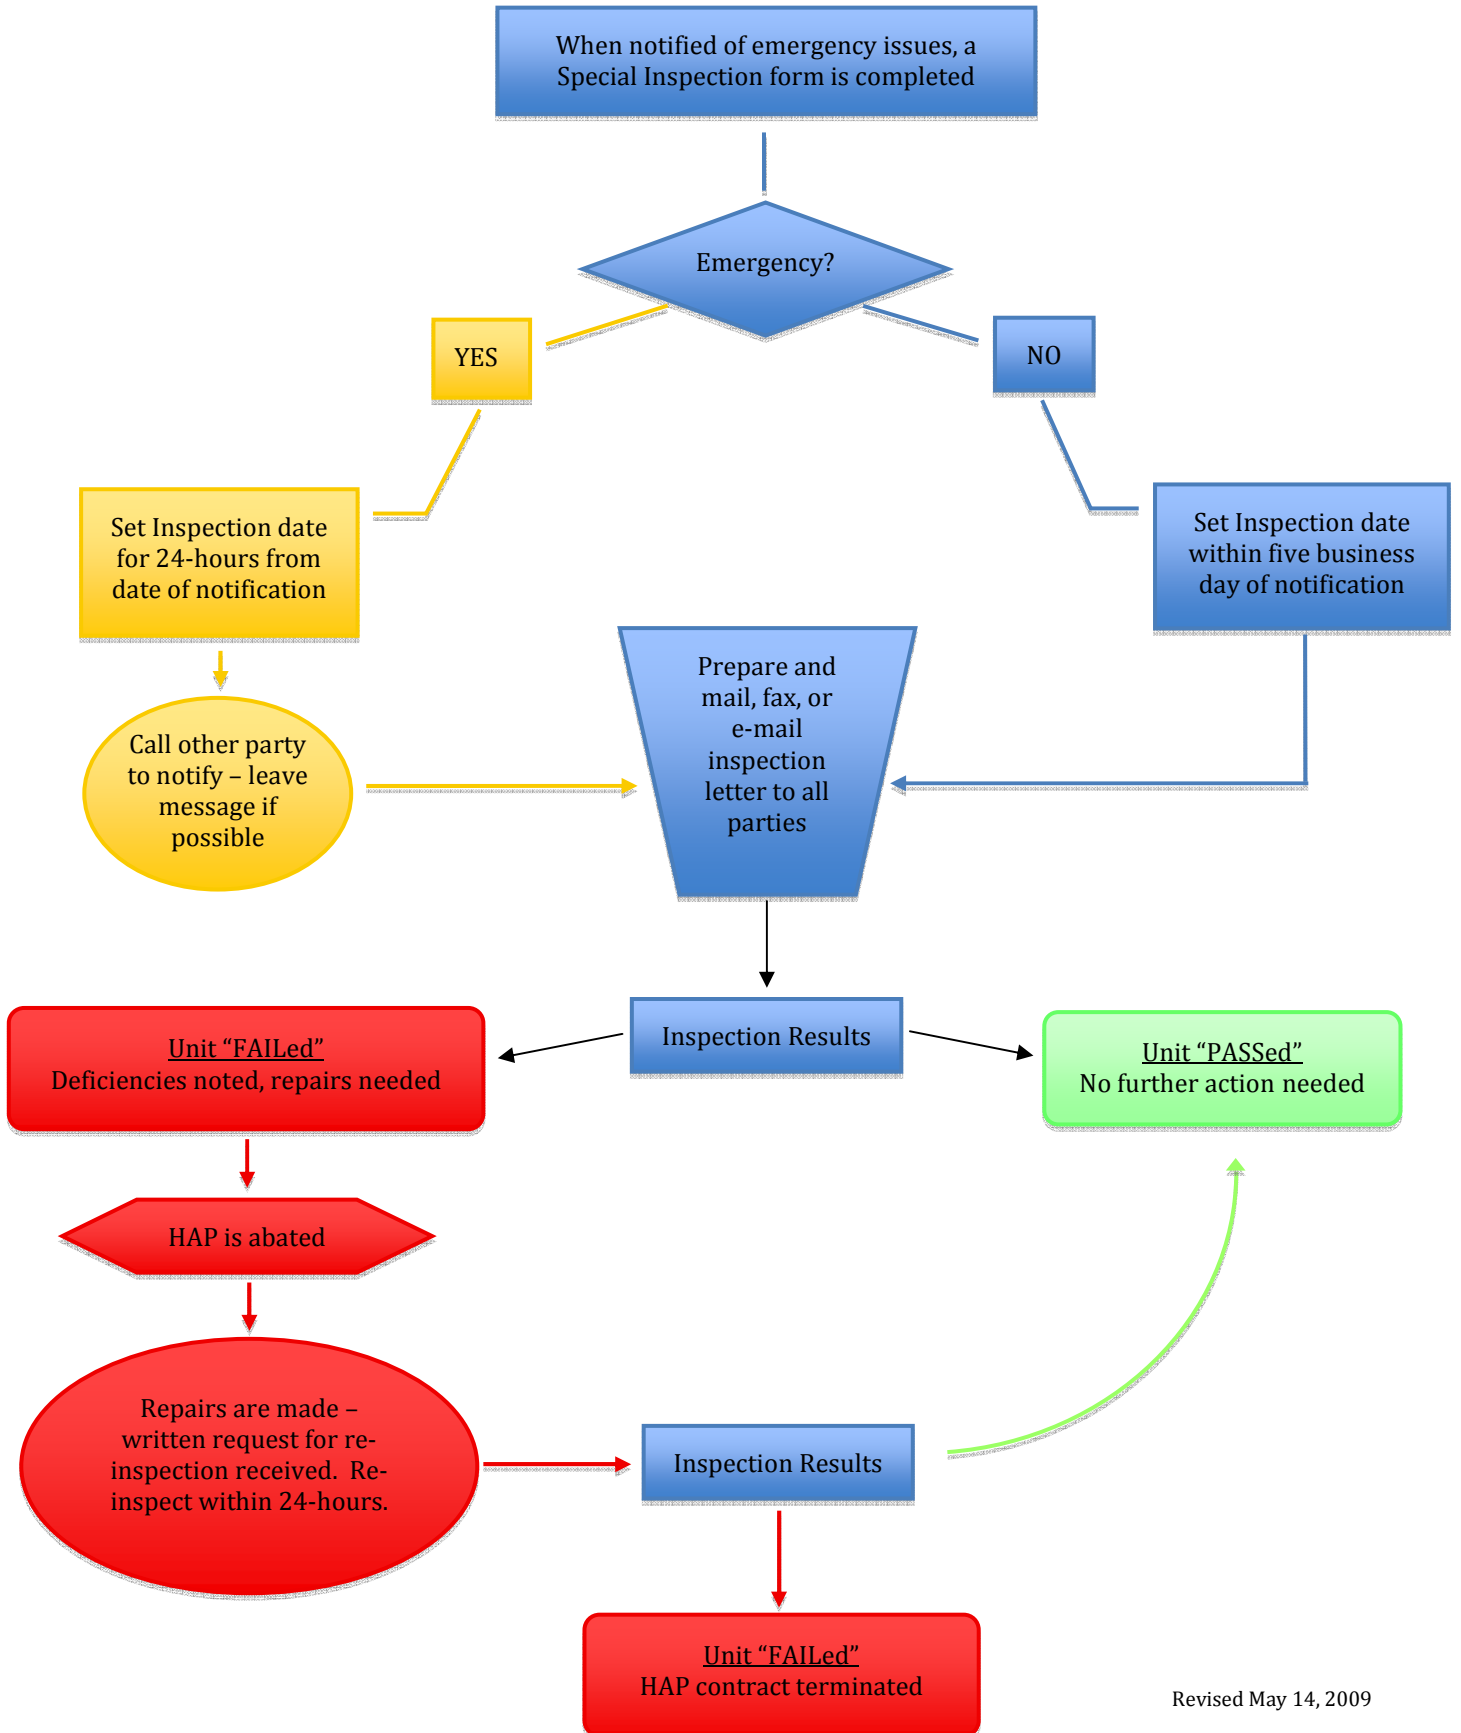 When notified of emergency issues, a
Special Inspection form is completed
Emergency?
YES
NO
Set Inspection date
for 24-hours from
date of notification
Set Inspection date
within five business
day of notification
Call other party
to notify – leave
message if
possible
Prepare and
mail, fax, or
e-mail
inspection
letter to all
parties
Inspection Results
Unit “FAILed”
Deficiencies noted, repairs needed
Unit “PASSed”
No further action needed
HAP is abated
Repairs are made –
written request for re-
inspection received.  Re-
inspect within 24-hours.
Inspection Results
Unit “FAILed”
HAP contract terminated
Revised May 14, 2009